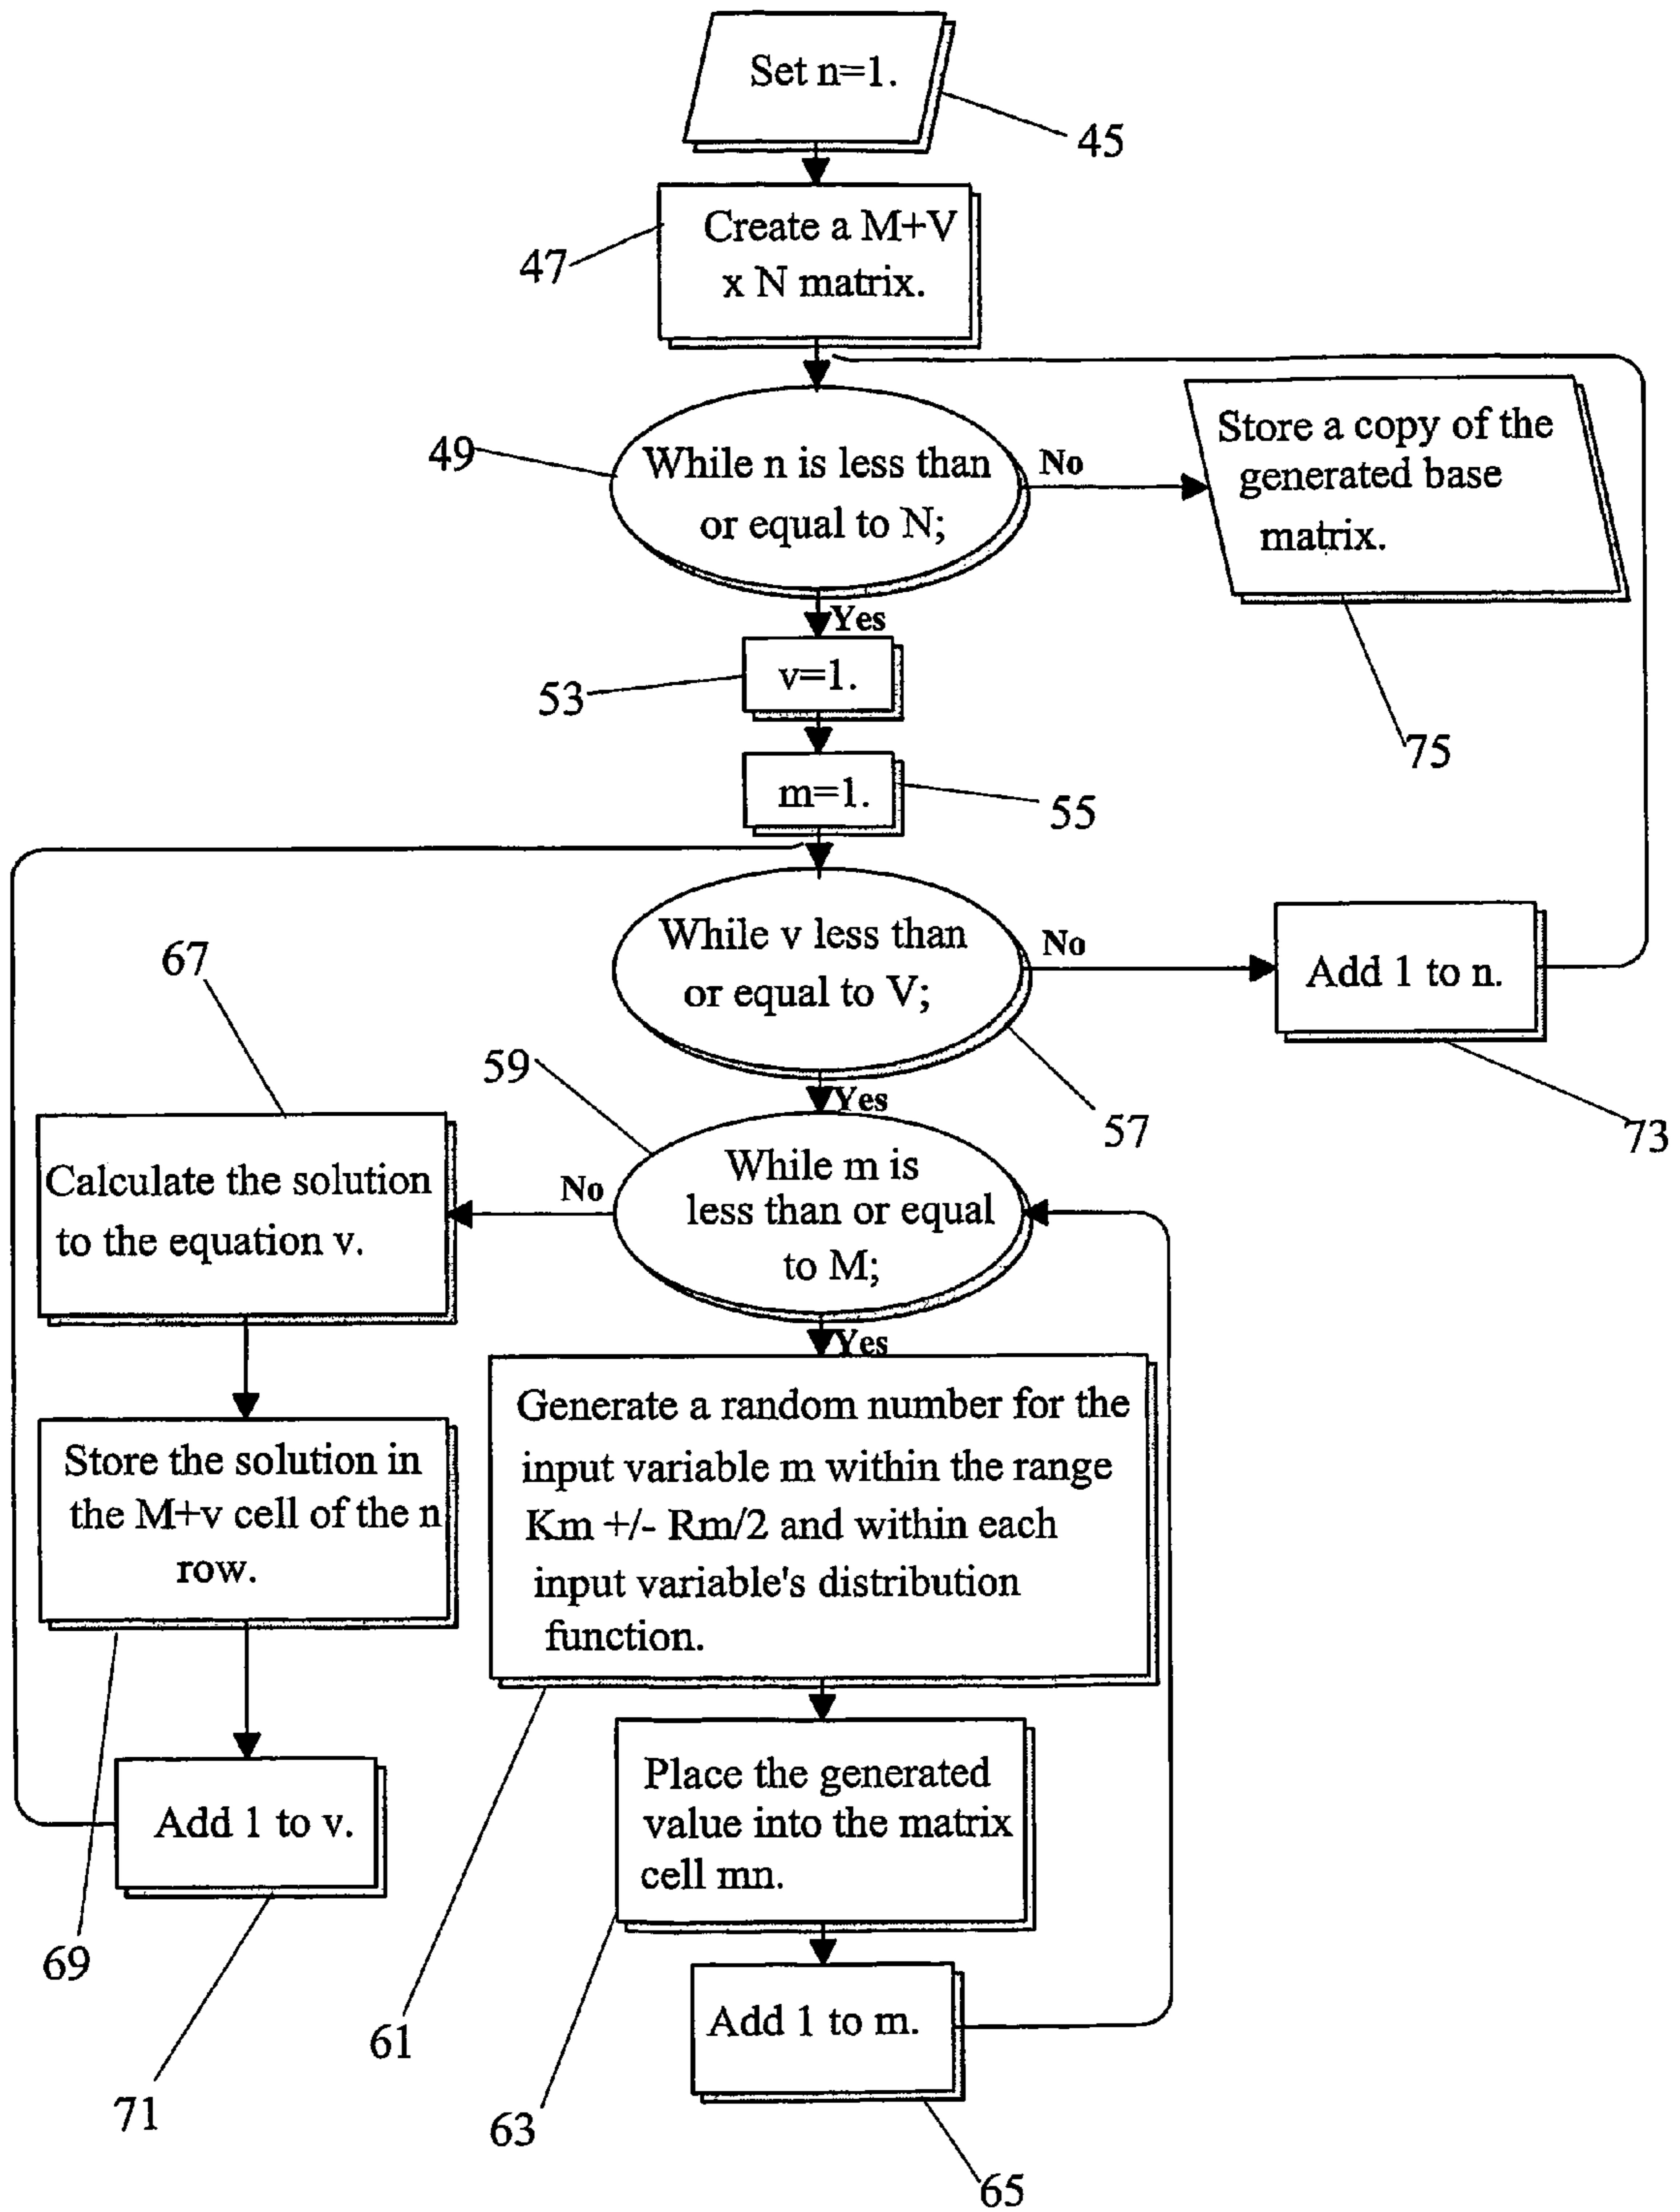 Set n=1.
45
Create a M+V
x N matrix.
47
While n is less than
or equal to N;
49
No
Store a copy of the
generated base
matrix.
75
Yes
v=1.
53
m=1.
55
While v less than
or equal to V;
57
No
Add 1 to n.
73
Yes
While m is
less than or equal
to M;
59
No
Calculate the solution
to the equation v.
67
Store the solution in
the M+v cell of the n
row.
69
Add 1 to v.
71
Yes
Generate a random number for the
input variable m within the range
Km +/- Rm/2 and within each
input variable's distribution
function.
61
Place the generated
value into the matrix
cell mn.
63
Add 1 to m.
65